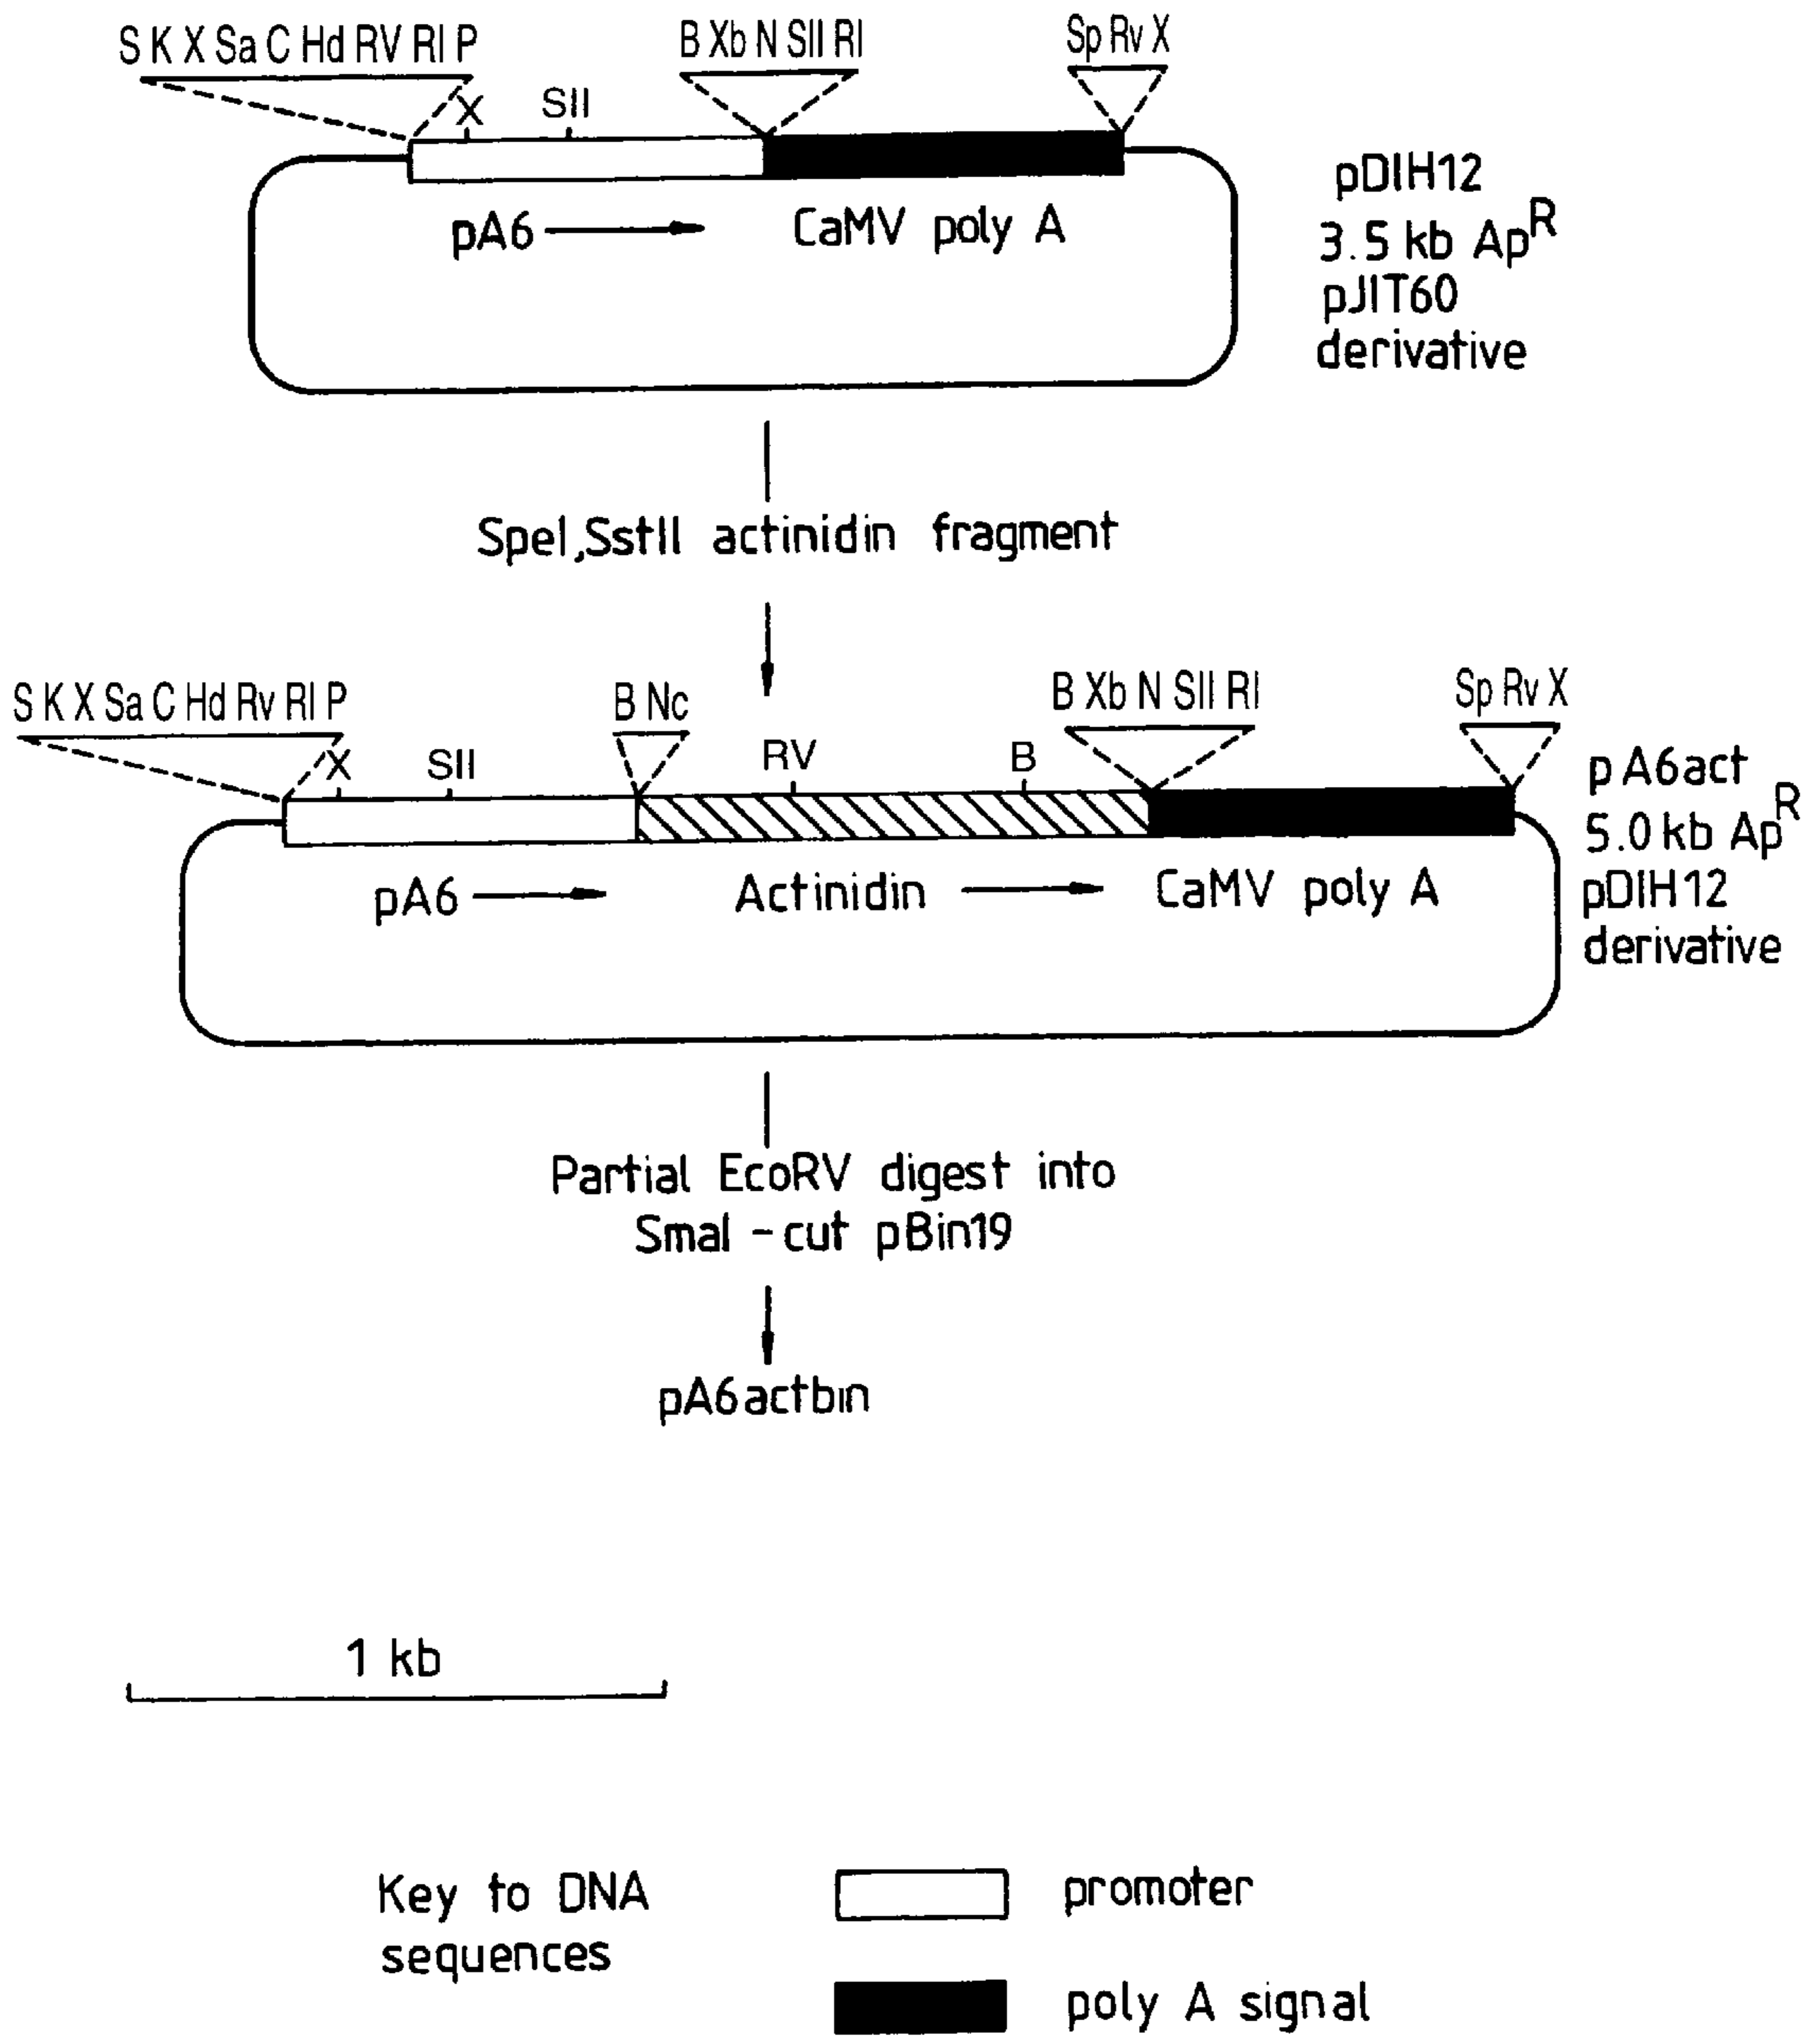 S K X Sa C Hd RV RI P
B Xb N SII RI
Sp Rv X
X
SII
pA6
CaMV poly A
pDIH12
3.5 kb Ap^R
pJIT60
derivative
SpeI,SstII actinidin fragment
S K X Sa C Hd Rv RI P
B Nc
B Xb N SII RI
Sp Rv X
X
SII
RV
B
pA6
Actinidin
CaMV poly A
pA6act
5.0 kb Ap^R
pDIH12
derivative
Partial EcoRV digest into
SmaI - cut pBin19
pA6actbin
1 kb
Key to DNA
sequences
promoter
poly A signal